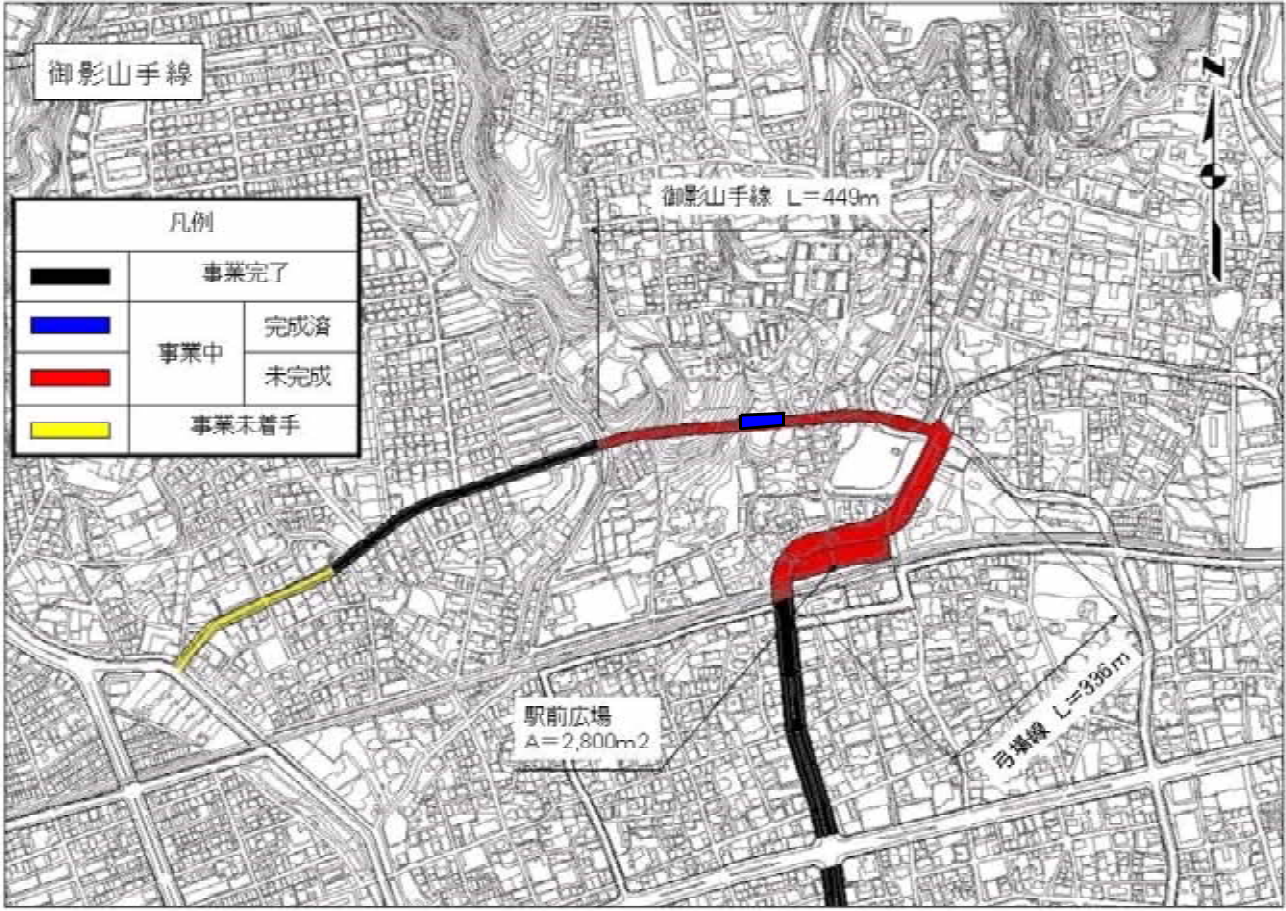 御影山手線
凡例
事業完了
事業中
完成済
未完成
事業未着手
御影山手線 L=449m
駅前広場
A=2,800m2
弓場線 L=336m
N